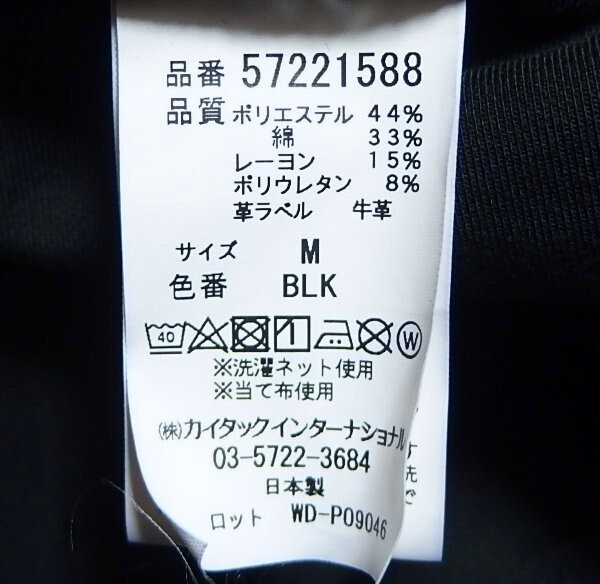 品番 57221588
品質 ポリエステル 44%
綿 33%
レーヨン 15%
ポリウレタン 8%
革ラベル 牛革
サイズ M
色番 BLK
40 W
※洗濯ネット使用
※当て布使用
(株)カイタックインターナショナル
03-5722-3684
日本製
ロット WD-P09046